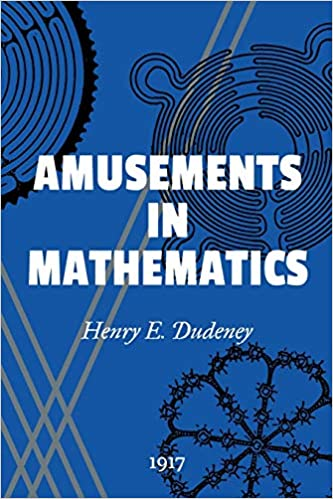 AMUSEMENTS
IN
MATHEMATICS
Henry E. Dudeney
1917